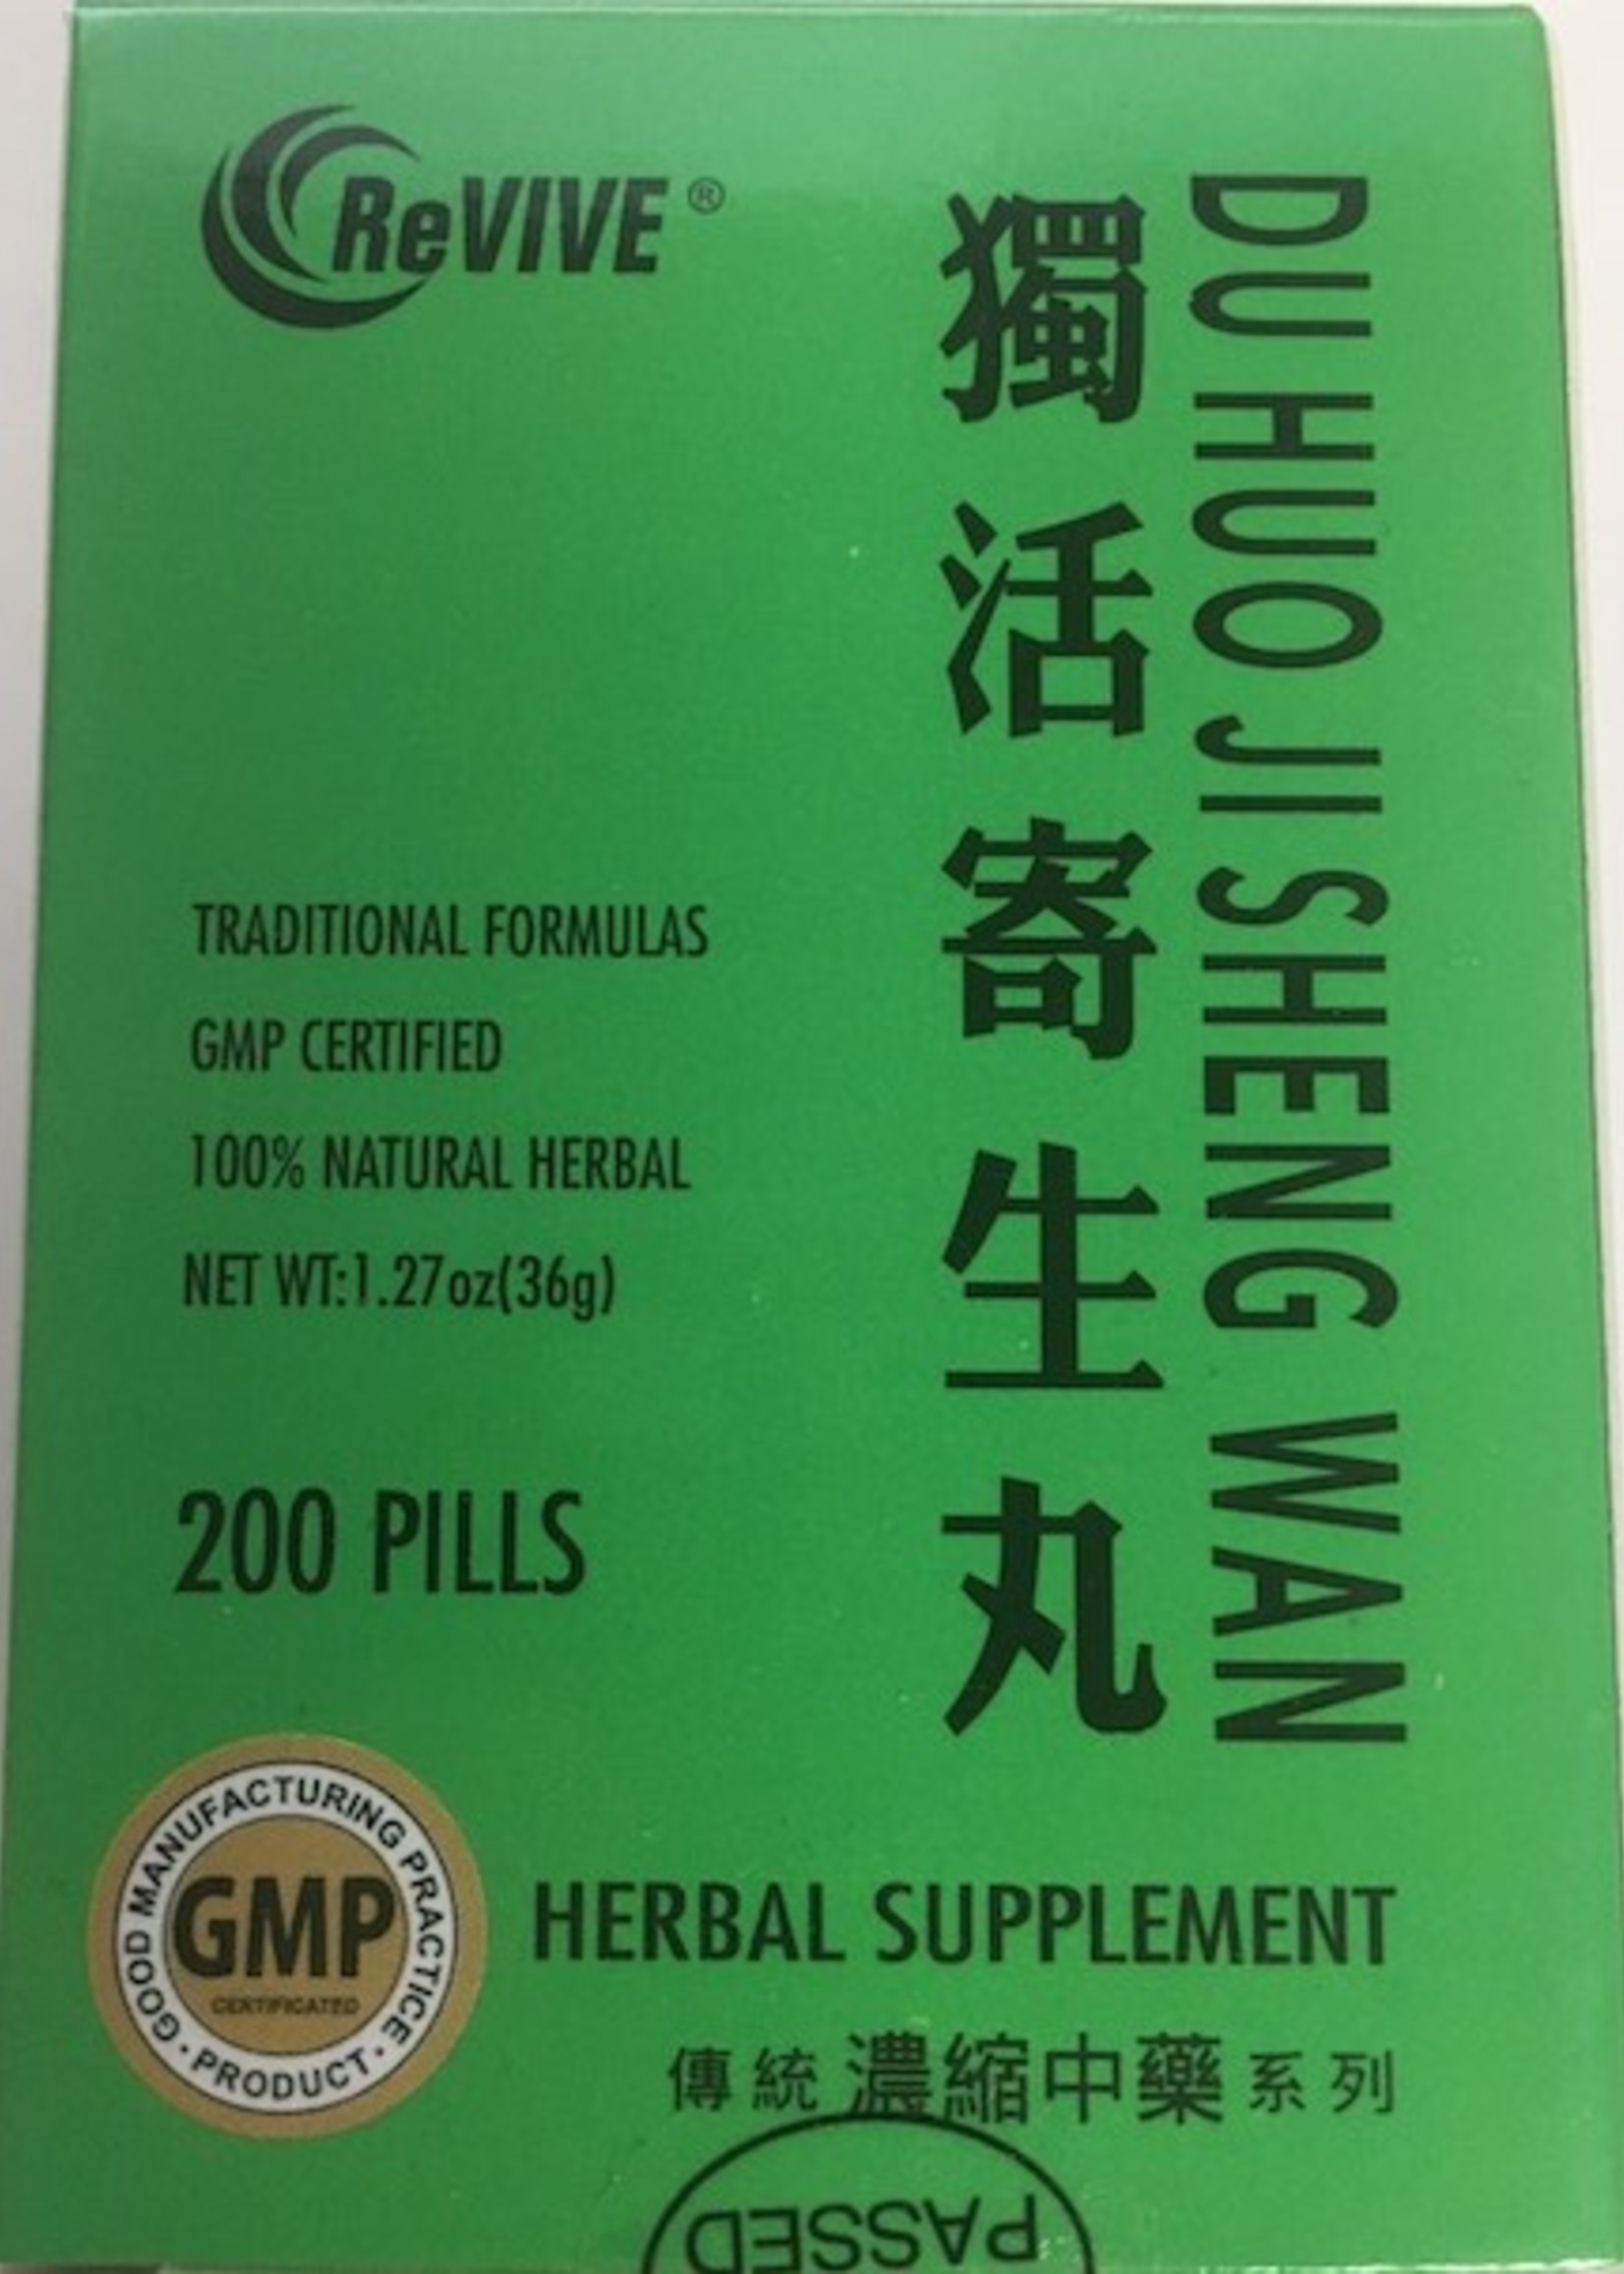 ReVIVE®
獨活寄生丸
DU HUO JI SHENG WAN
TRADITIONAL FORMULAS
GMP CERTIFIED
100% NATURAL HERBAL
NET WT:1.27oz(36g)
200 PILLS
GOOD MANUFACTURING PRACTICE
GMP
CERTIFICATED
· PRODUCT ·
HERBAL SUPPLEMENT
傳統濃縮中藥系列
PASSED